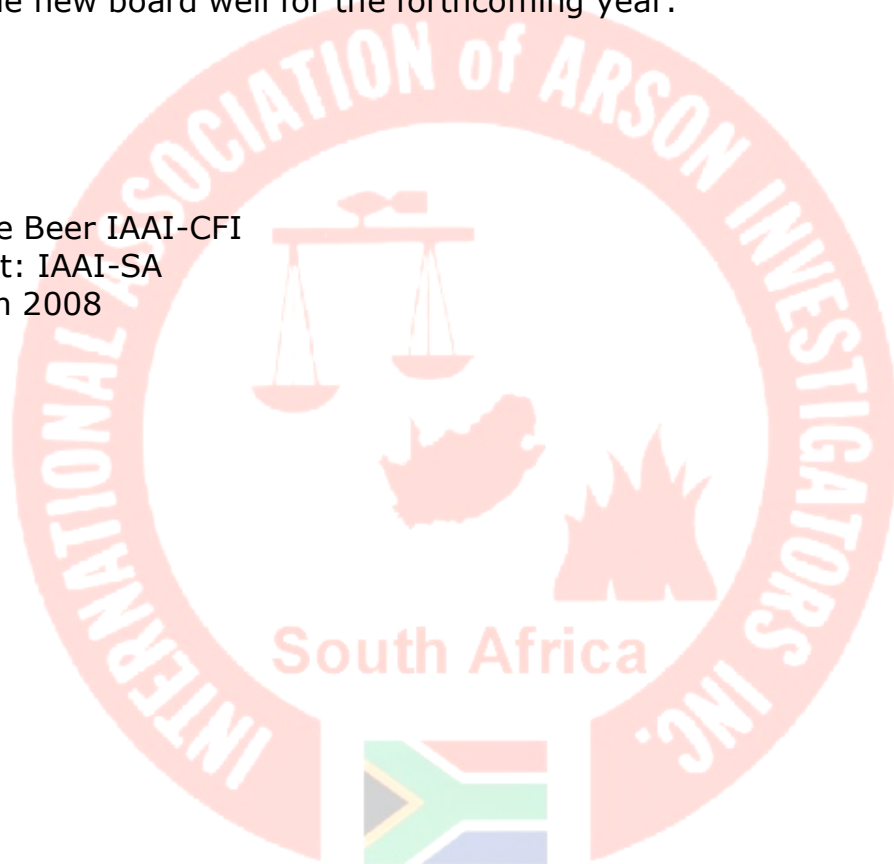 e new board well for the forthcoming year.
e Beer IAAI-CFI
t: IAAI-SA
2008
INTERNATIONAL ASSOCIATION of ARSON INVESTIGATORS INC.
South Africa